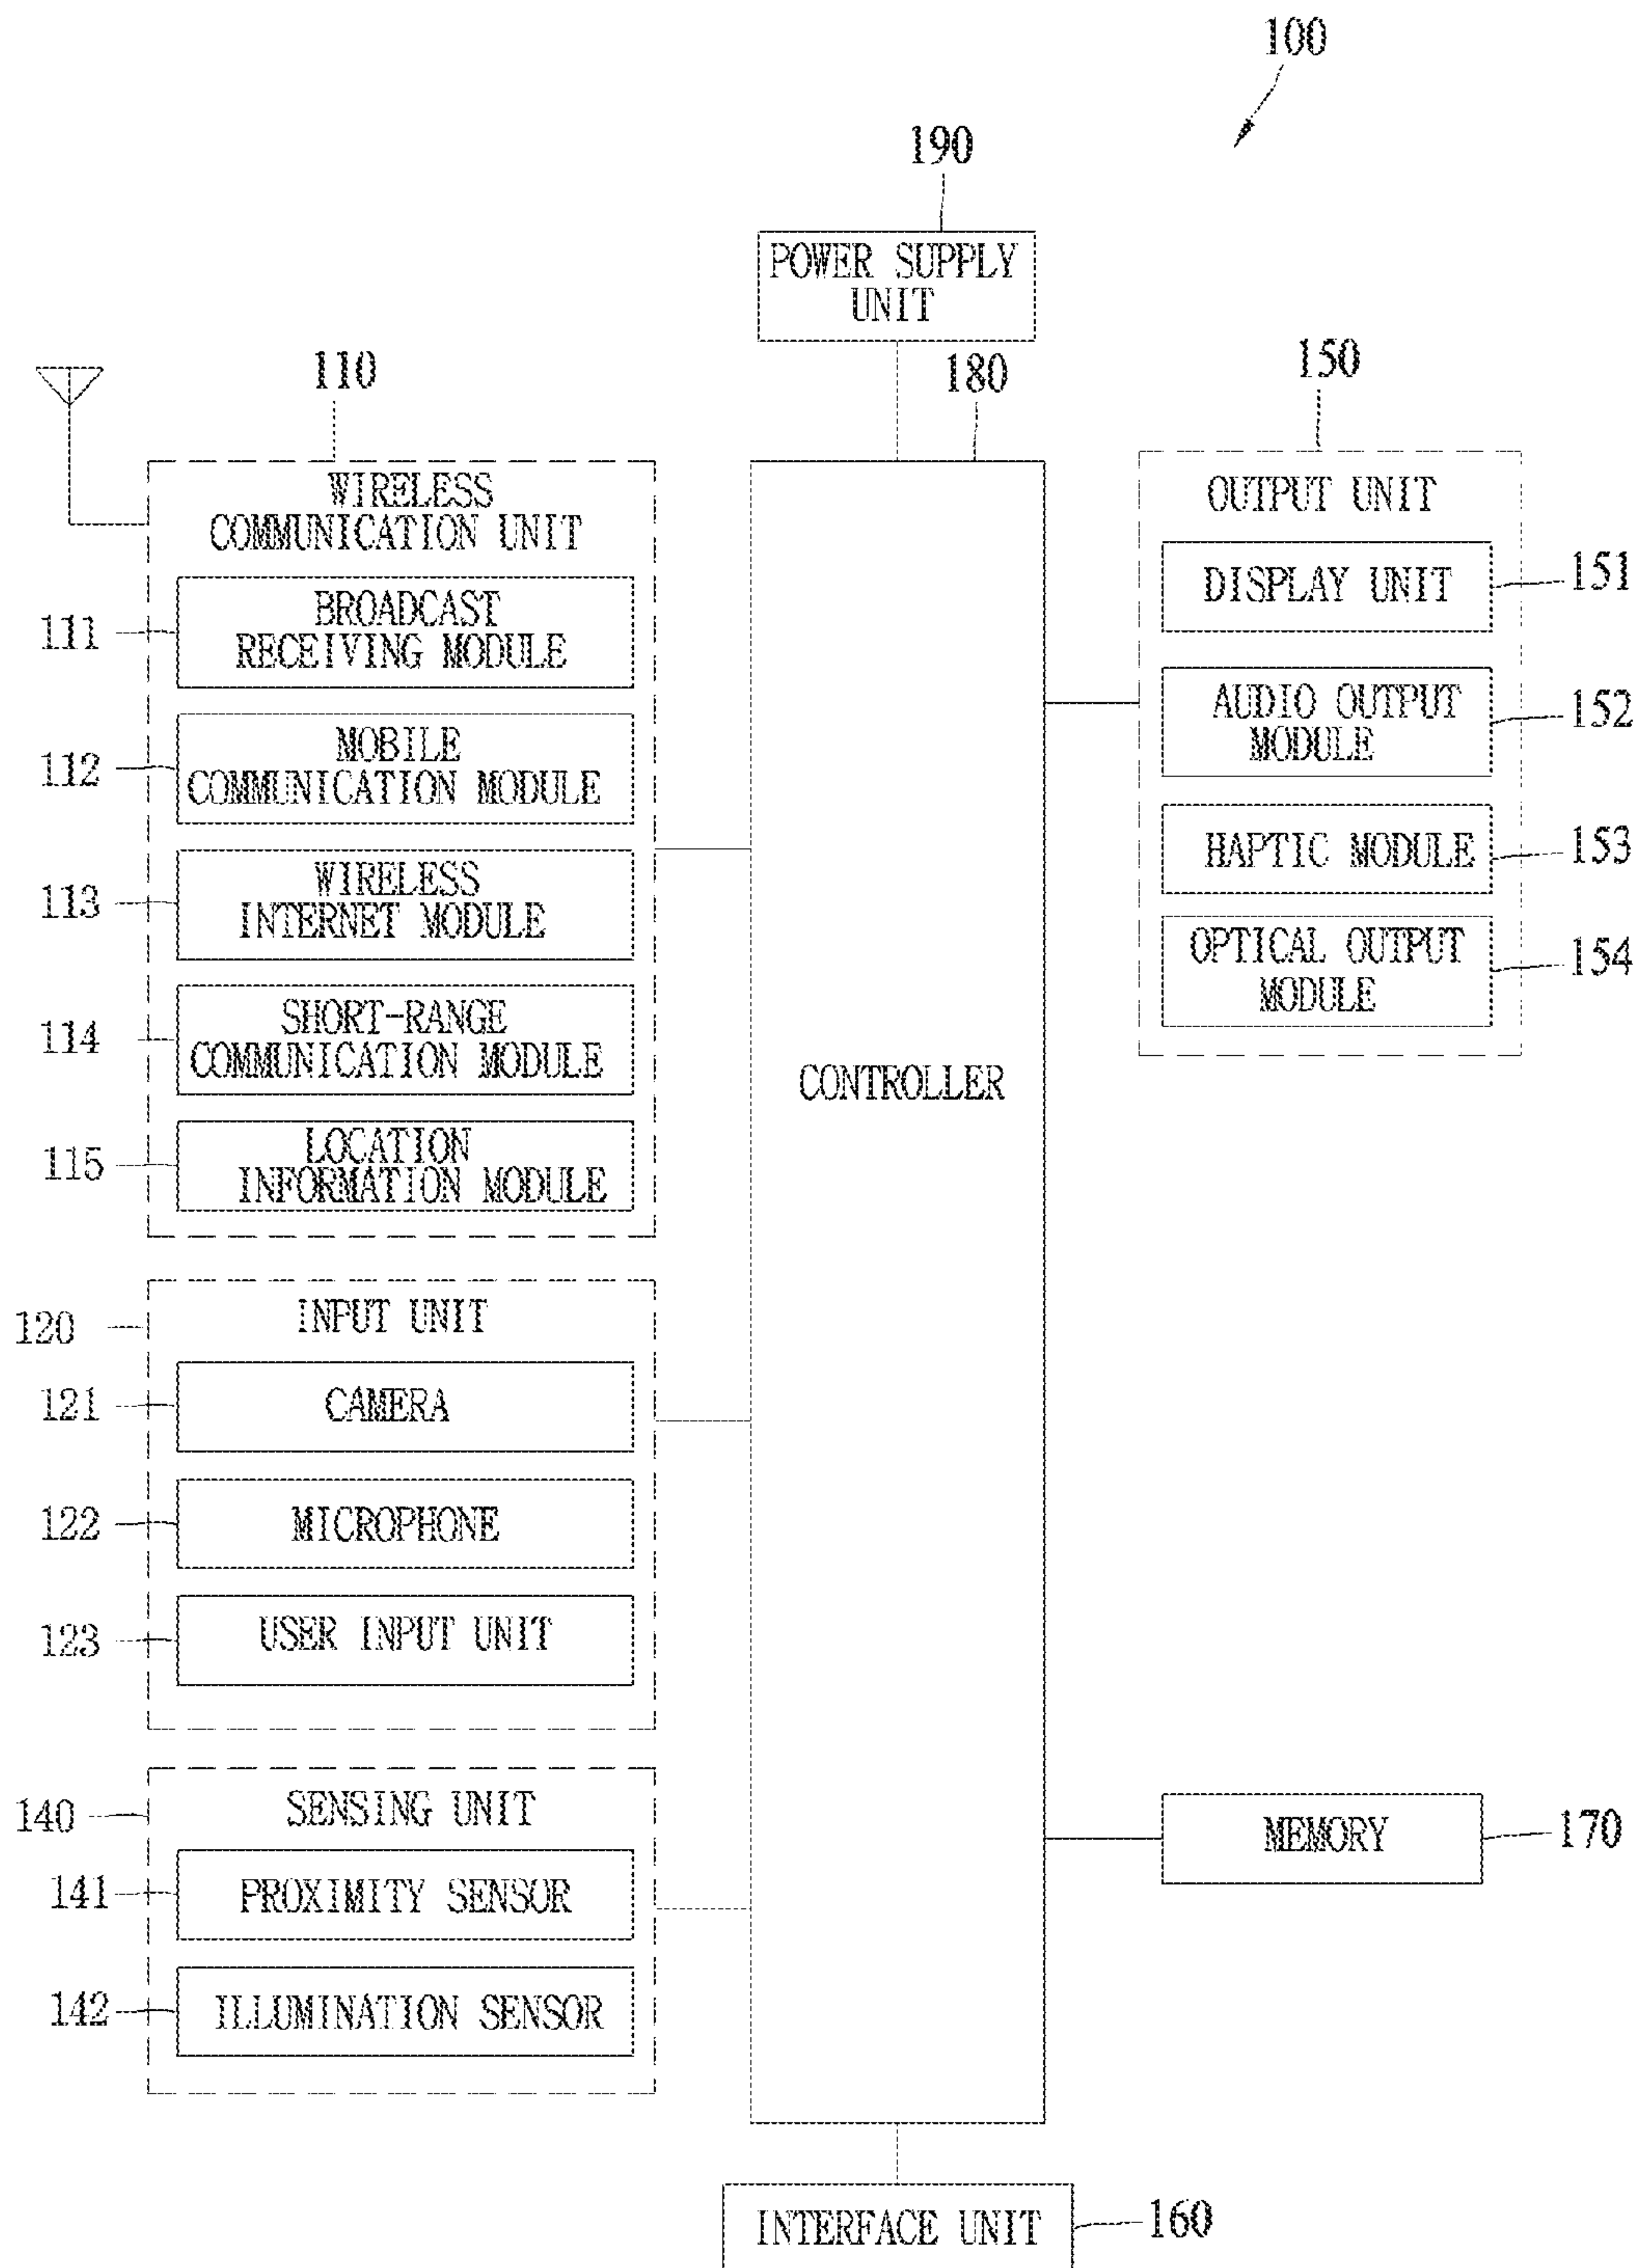 100
190
POWER SUPPLY
UNIT
110
180
150
WIRELESS
COMMUNICATION UNIT
111
BROADCAST
RECEIVING MODULE
112
MOBILE
COMMUNICATION MODULE
113
WIRELESS
INTERNET MODULE
114
SHORT-RANGE
COMMUNICATION MODULE
115
LOCATION
INFORMATION MODULE
120
INPUT UNIT
121
CAMERA
122
MICROPHONE
123
USER INPUT UNIT
140
SENSING UNIT
141
PROXIMITY SENSOR
142
ILLUMINATION SENSOR
CONTROLLER
OUTPUT UNIT
DISPLAY UNIT
151
AUDIO OUTPUT
MODULE
152
HAPTIC MODULE
153
OPTICAL OUTPUT
MODULE
154
MEMORY
170
INTERFACE UNIT
160